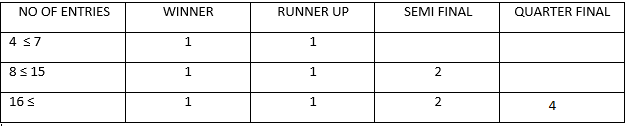 NO OF ENTRIES WINNER RUNNER UP SEMI FINAL QUARTER FINAL
4 ≤ 7 1 1
8 ≤ 15 1 1 2
16 ≤ 1 1 2 4